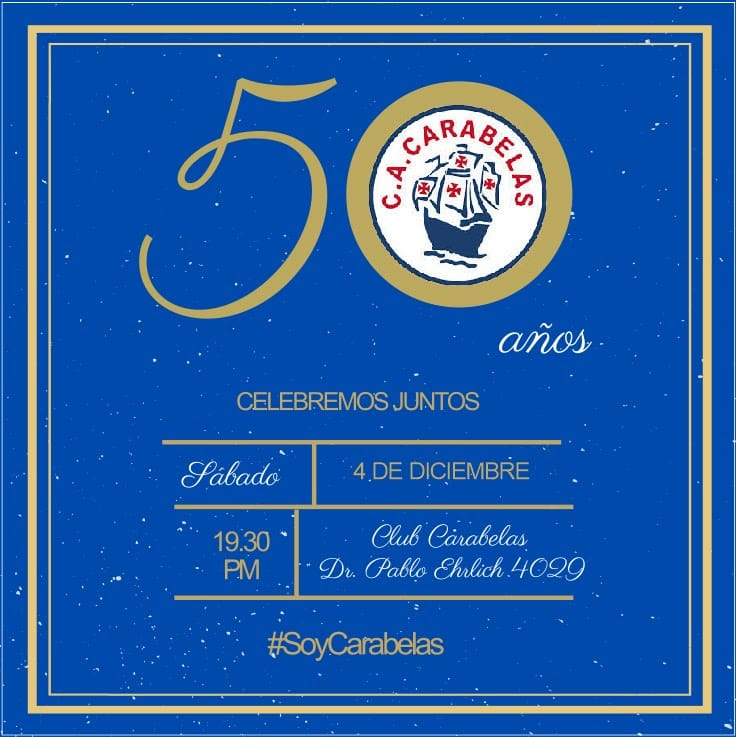 50
C.A.CARABELAS
años
CELEBREMOS JUNTOS
Sábado
4 DE DICIEMBRE
19.30
PM
Club Carabelas
Dr. Pablo Ehrlich 4029
#SoyCarabelas